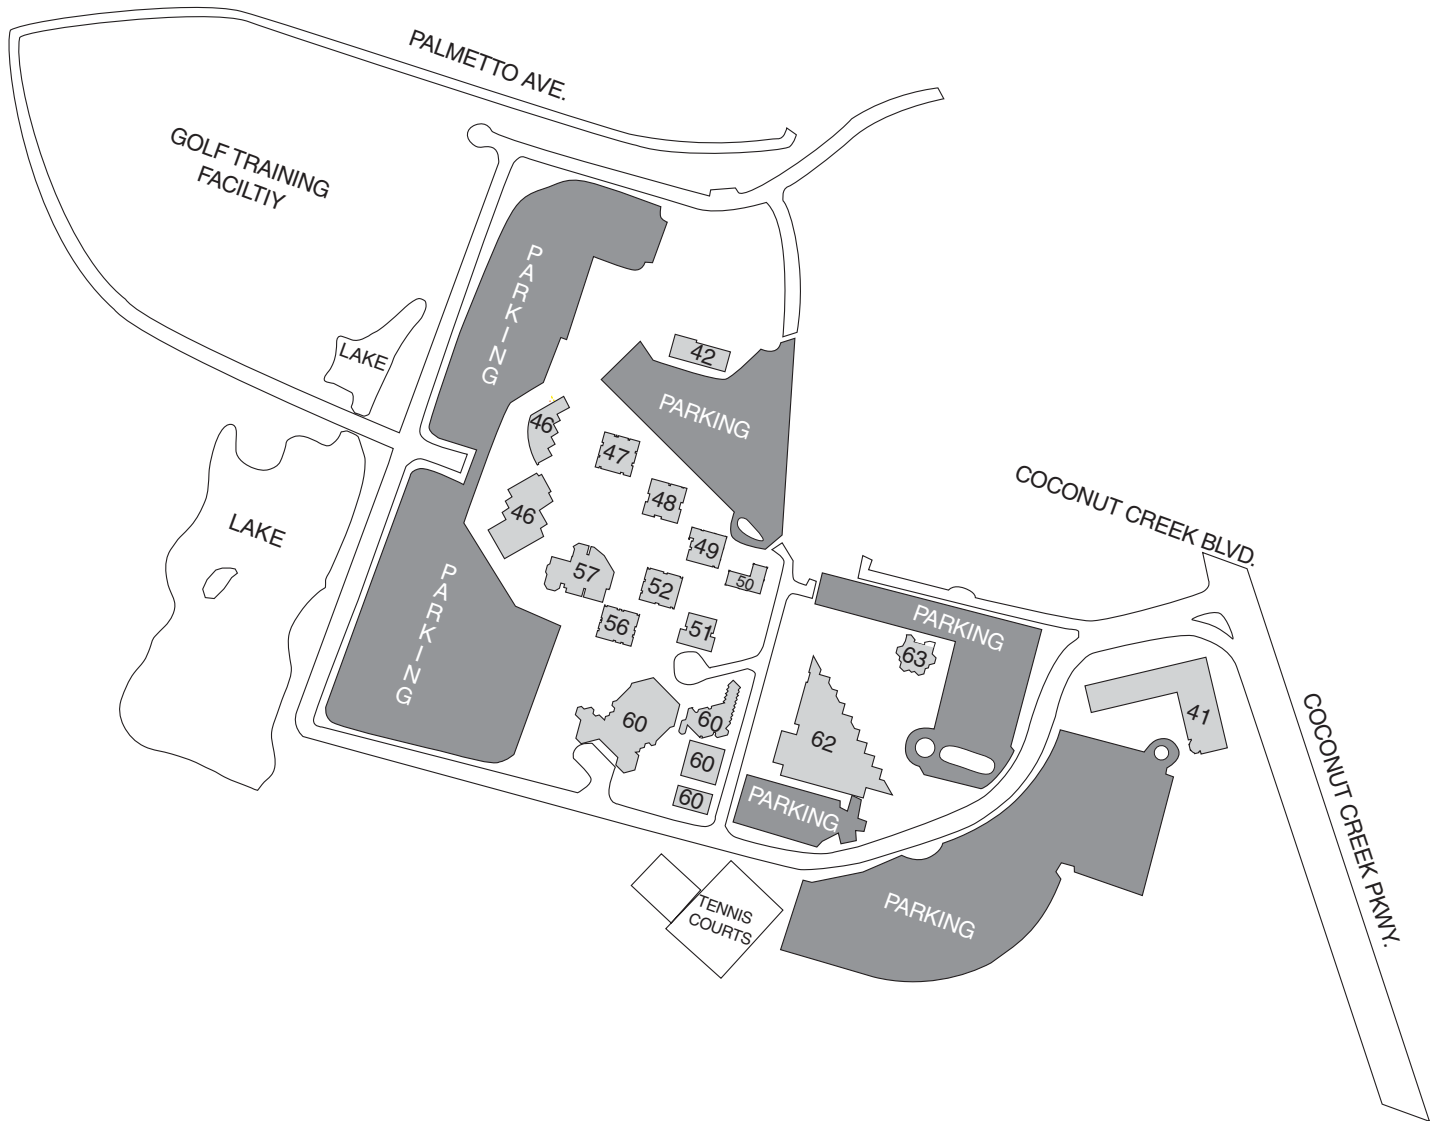 PALMETTO AVE.
GOLF TRAINING
FACILTIY
PARKING
LAKE
42
PARKING
46
47
48
46
49
50
57
52
56
51
LAKE
PARKING
COCONUT CREEK BLVD.
PARKING
63
60
60
60
60
62
PARKING
41
COCONUT CREEK PKWY.
PARKING
TENNIS
COURTS